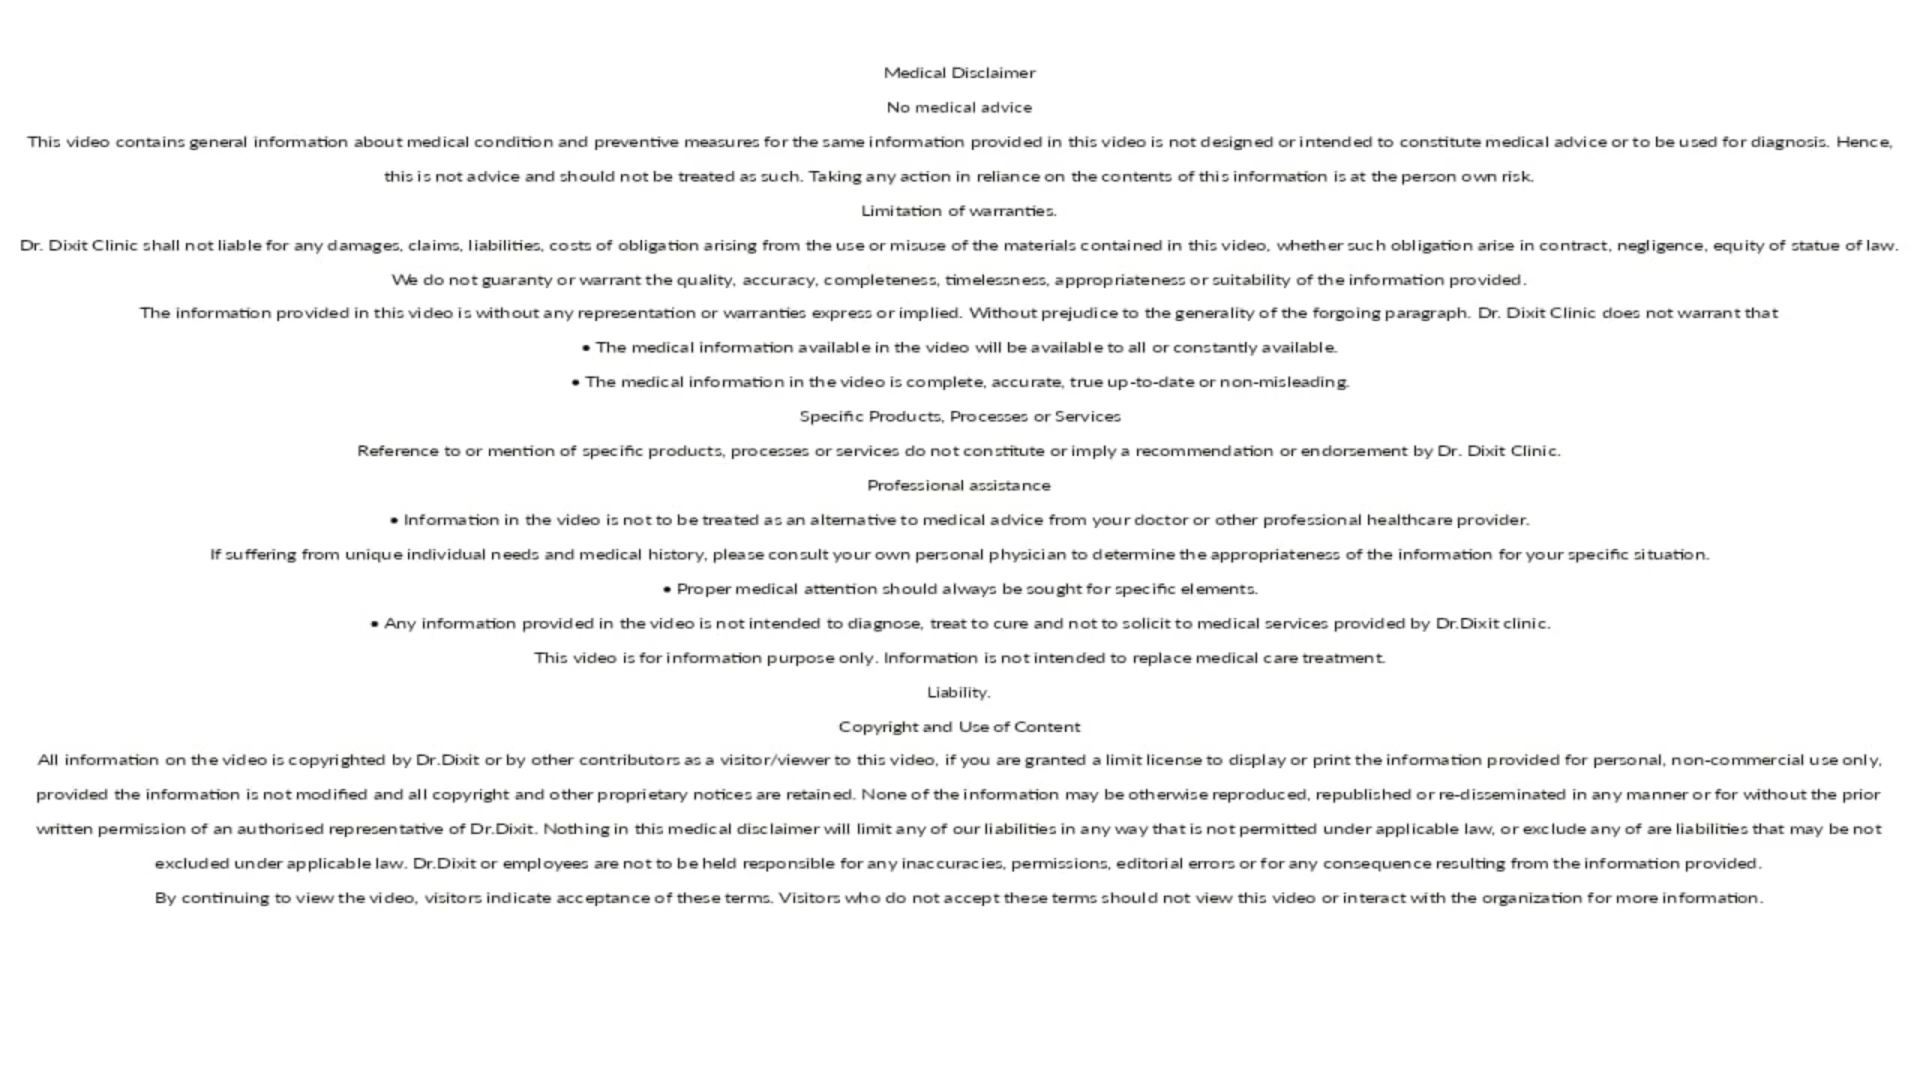 Medical Disclaimer
No medical advice
This video contains general information about medical condition and preventive measures for the same information provided in this video is not designed or intended to constitute medical advice or to be used for diagnosis. Hence,
this is not advice and should not be treated as such. Taking any action in reliance on the contents of this information is at the person own risk.
Limitation of warranties.
Dr. Dixit Clinic shall not liable for any damages, claims, liabilities, costs of obligation arising from the use or misuse of the materials contained in this video, whether such obligation arise in contract, negligence, equity of statue of law.
We do not guaranty or warrant the quality, accuracy, completeness, timelessness, appropriateness or suitability of the information provided.
The information provided in this video is without any representation or warranties express or implied. Without prejudice to the generality of the forgoing paragraph. Dr. Dixit Clinic does not warrant that
• The medical information available in the video will be available to all or constantly available.
• The medical information in the video is complete, accurate, true up-to-date or non-misleading.
Specific Products, Processes or Services
Reference to or mention of specific products, processes or services do not constitute or imply a recommendation or endorsement by Dr. Dixit Clinic.
Professional assistance
• Information in the video is not to be treated as an alternative to medical advice from your doctor or other professional healthcare provider.
If suffering from unique individual needs and medical history, please consult your own personal physician to determine the appropriateness of the information for your specific situation.
• Proper medical attention should always be sought for specific elements.
• Any information provided in the video is not intended to diagnose, treat to cure and not to solicit to medical services provided by Dr.Dixit clinic.
This video is for information purpose only. Information is not intended to replace medical care treatment.
Liability.
Copyright and Use of Content
All information on the video is copyrighted by Dr.Dixit or by other contributors as a visitor/viewer to this video, if you are granted a limit license to display or print the information provided for personal, non-commercial use only,
provided the information is not modified and all copyright and other proprietary notices are retained. None of the information may be otherwise reproduced, republished or re-disseminated in any manner or for without the prior
written permission of an authorised representative of Dr.Dixit. Nothing in this medical disclaimer will limit any of our liabilities in any way that is not permitted under applicable law, or exclude any of are liabilities that may be not
excluded under applicable law. Dr.Dixit or employees are not to be held responsible for any inaccuracies, permissions, editorial errors or for any consequence resulting from the information provided.
By continuing to view the video, visitors indicate acceptance of these terms. Visitors who do not accept these terms should not view this video or interact with the organization for more information.